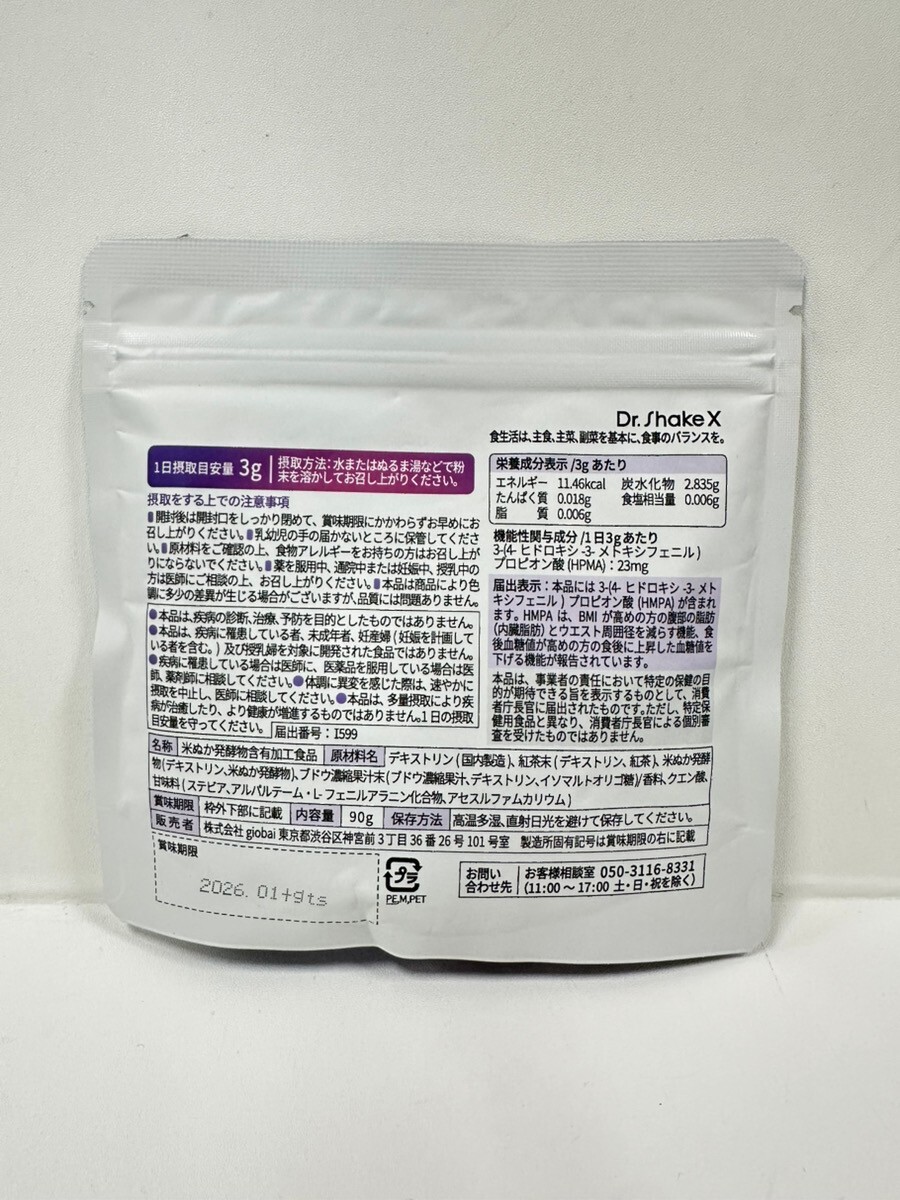 Dr.Shake X
食生活は、主食、主菜、副菜を基本に、食事のバランスを。
1日摂取目安量 3g
摂取方法:水またはぬるま湯などで粉
末を溶かしてお召し上がりください。
摂取をする上での注意事項
開封後は開封口をしっかり閉めて、賞味期限にかかわらずお早めにお
召し上がりください。 乳幼児の手の届かないところに保管してくださ
い。 原材料をご確認の上、食物アレルギーをお持ちの方はお召し上が
りにならないでください。 薬を服用中、通院中または妊娠中、授乳中の
方は医師にご相談の上、お召し上がりください。 本品は商品により色
調に多少の差異が生じる場合がございますが、品質には問題ありません。
●本品は、疾病の診断、治療、予防を目的としたものではありません。
●本品は、疾病に罹患している者、未成年者、妊産婦(妊娠を計画して
いる者を含む。)及び授乳婦を対象に開発された食品ではありません。
●疾病に罹患している場合は医師に、医薬品を服用している場合は医
師、薬剤師に相談してください。●体調に異変を感じた際は、速やかに
摂取を中止し、医師に相談してください。●本品は、多量摂取により疾
病が治癒したり、より健康が増進するものではありません。1日の摂取
目安量を守ってください。
届出番号:I599
栄養成分表示 /3gあたり
エネルギー 11.46kcal 炭水化物 2.835g
たんぱく質 0.018g 食塩相当量 0.006g
脂 質 0.006g
機能性関与成分 /1日3gあたり
3-(4- ヒドロキシ -3- メトキシフェニル)
プロピオン酸 (HPMA) : 23mg
届出表示:本品には 3-(4- ヒドロキシ -3- メト
キシフェニル) プロピオン酸 (HMPA) が含まれ
ます。HMPA は、BMI が高めの方の腹部の脂肪
(内臓脂肪)とウエスト周囲径を減らす機能、食
後血糖値が高めの方の食後に上昇した血糖値を
下げる機能が報告されています。
本品は、事業者の責任において特定の保健の目
的が期待できる旨を表示するものとして、消費
者庁長官に届出されたものです。ただし、特定保
健用食品と異なり、消費者庁長官による個別審
査を受けたものではありません。
名称 米ぬか発酵物含有加工食品 原材料名 デキストリン(国内製造)、紅茶末(デキストリン、紅茶)、米ぬか発酵
物(デキストリン、米ぬか発酵物)、ブドウ濃縮果汁末(ブドウ濃縮果汁、デキストリン、イソマルトオリゴ糖)/香料、クエン酸、
甘味料(ステビア、アルパルテーム・L-フェニルアラニン化合物、アセスルファムカリウム)
賞味期限 枠外下部に記載 内容量 90g 保存方法 高温多湿、直射日光を避けて保存してください。
販売者 株式会社 giobai 東京都渋谷区神宮前3丁目36番26号101号室 製造所固有記号は賞味期限の右に記載
賞味期限
2026. 01+gts
プラ
PE,M,PET
お問い
合わせ先
お客様相談室 050-3116-8331
(11:00～17:00 土・日・祝を除く)